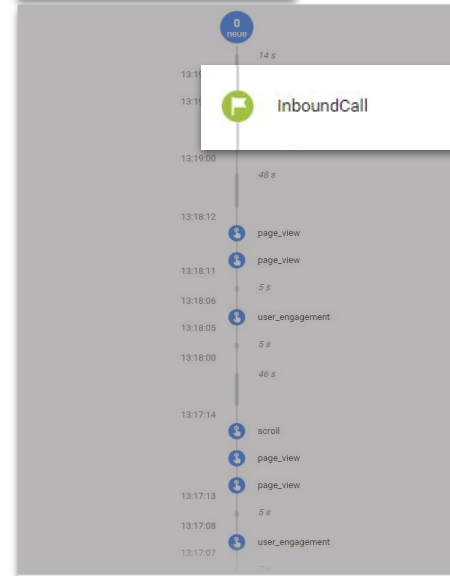 0
neue
14 s
13:19
13:19
InboundCall
13:19:00
48 s
13:18:12
page_view
page_view
13:18:11
5 s
13:18:06
user_engagement
13:18:05
5 s
13:18:00
46 s
13:17:14
scroll
page_view
page_view
13:17:13
5 s
13:17:08
user_engagement
13:17:07